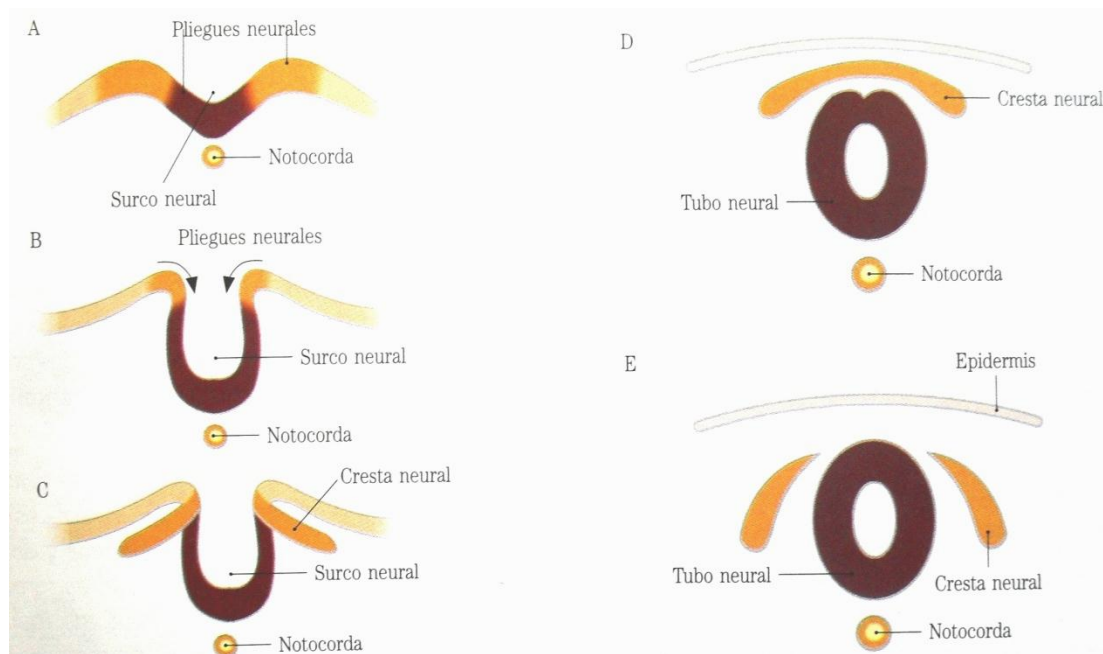 A
Pliegues neurales
Notocorda
Surco neural
B
Pliegues neurales
Surco neural
Notocorda
C
Cresta neural
Surco neural
Notocorda
D
Cresta neural
Tubo neural
Notocorda
E
Epidermis
Tubo neural
Cresta neural
Notocorda